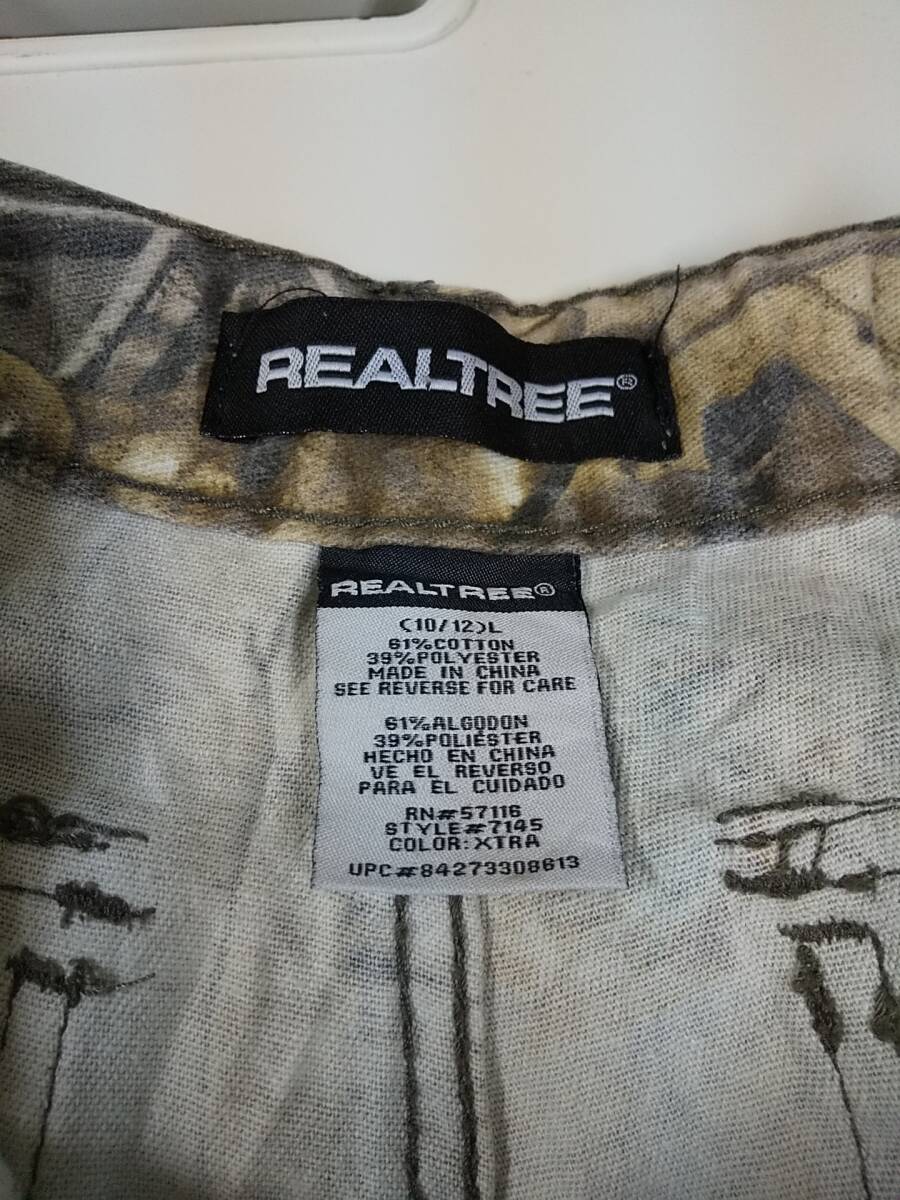 REALTREE®
REALTREE®
(10/12)L
61%COTTON
39%POLYESTER
MADE IN CHINA
SEE REVERSE FOR CARE
61%ALGODON
39%POLIÉSTER
HECHO EN CHINA
VE EL REVERSO
PARA EL CUIDADO
RN#57116
STYLE#7145
COLOR:XTRA
UPC#84273308613